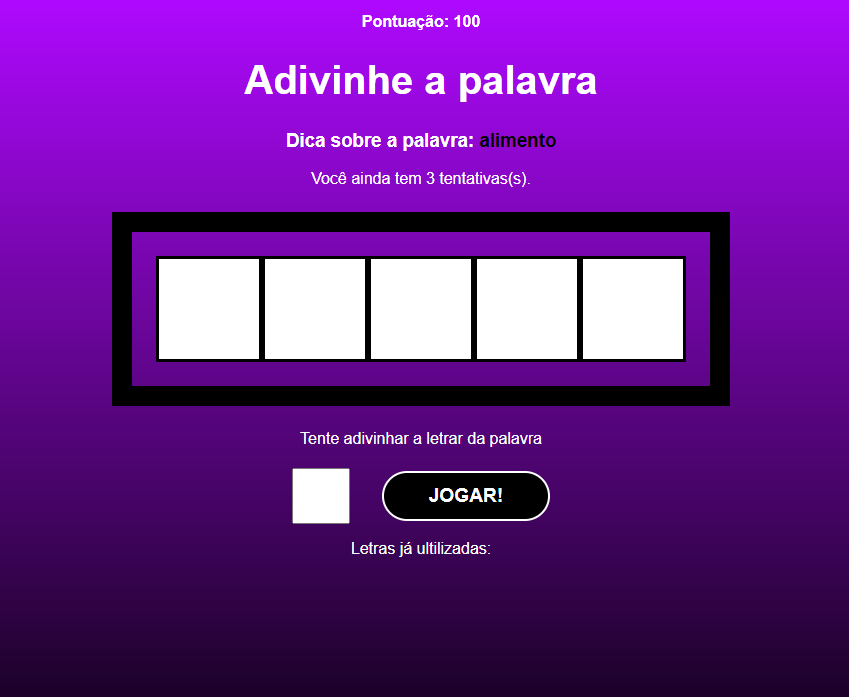 Pontuação: 100
Adivinhe a palavra
Dica sobre a palavra: alimento
Você ainda tem 3 tentativas(s).
Tente adivinhar a letrar da palavra
JOGAR!
Letras já ultilizadas: